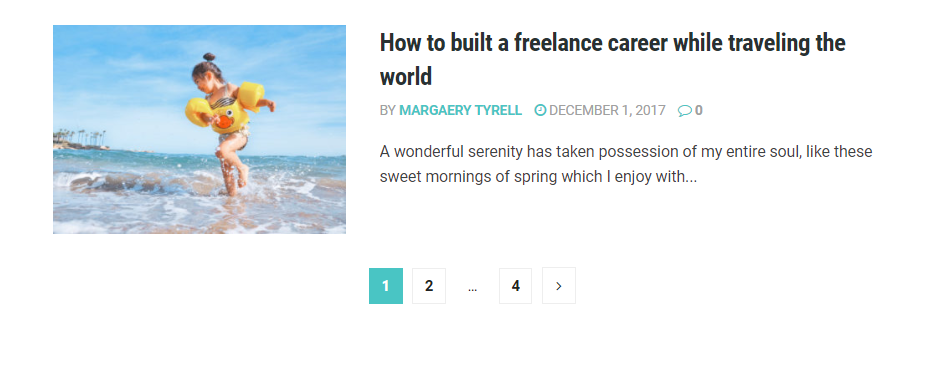 How to built a freelance career while traveling the
world
BY MARGAERY TYRELL DECEMBER 1, 2017 0
A wonderful serenity has taken possession of my entire soul, like these
sweet mornings of spring which I enjoy with...
1 2 ... 4 >